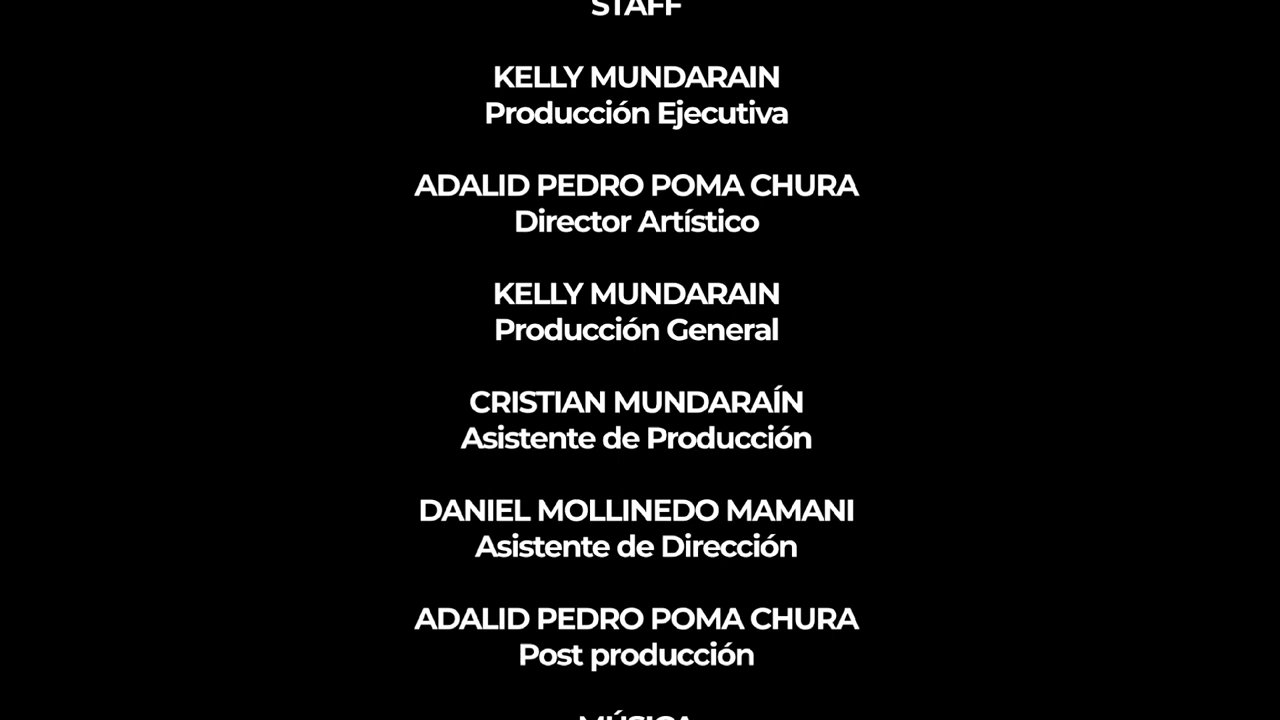 STAFF
KELLY MUNDARAIN
Producción Ejecutiva
ADALID PEDRO POMA CHURA
Director Artístico
KELLY MUNDARAIN
Producción General
CRISTIAN MUNDARAÍN
Asistente de Producción
DANIEL MOLLINEDO MAMANI
Asistente de Dirección
ADALID PEDRO POMA CHURA
Post producción
MÚSICA